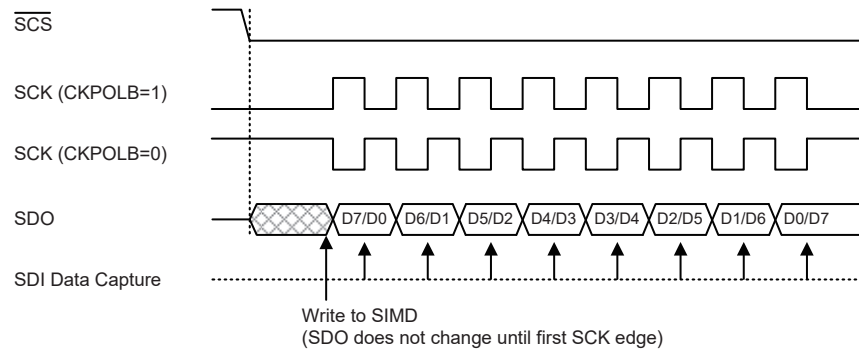 SCS
SCK (CKPOLB=1)
SCK (CKPOLB=0)
SDO
D7/D0 D6/D1 D5/D2 D4/D3 D3/D4 D2/D5 D1/D6 D0/D7
SDI Data Capture
Write to SIMD
(SDO does not change until first SCK edge)